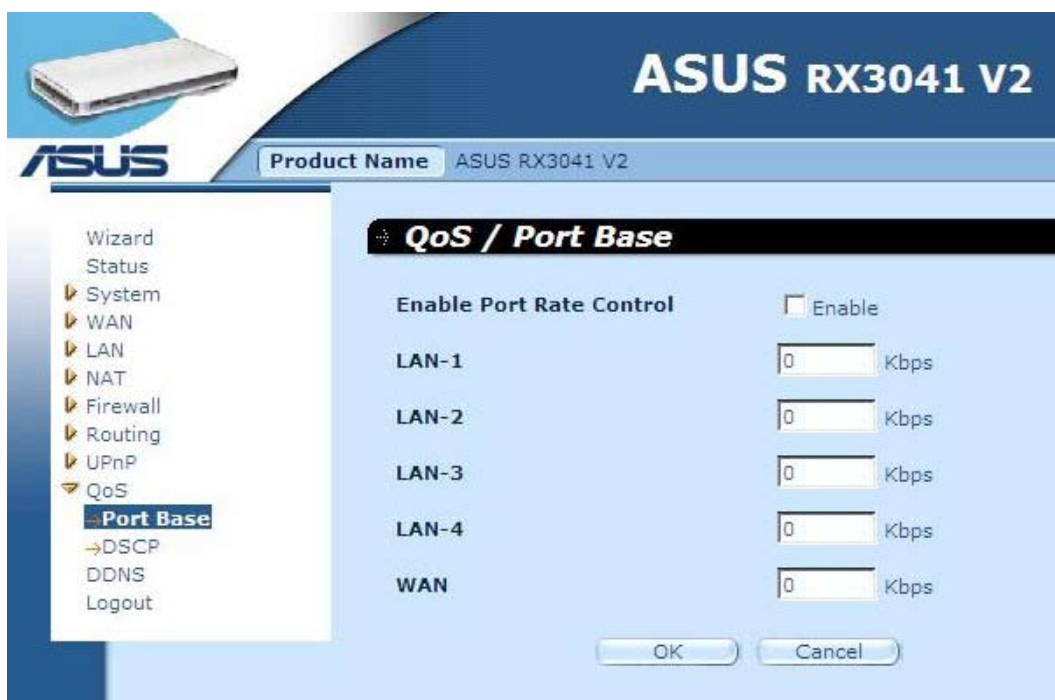 ASUS RX3041 V2
ASUS
Product Name ASUS RX3041 V2
Wizard
Status
System
WAN
LAN
NAT
Firewall
Routing
UPnP
QoS
Port Base
DSCP
DDNS
Logout
QoS / Port Base
Enable Port Rate Control Enable
LAN-1 0 Kbps
LAN-2 0 Kbps
LAN-3 0 Kbps
LAN-4 0 Kbps
WAN 0 Kbps
OK Cancel